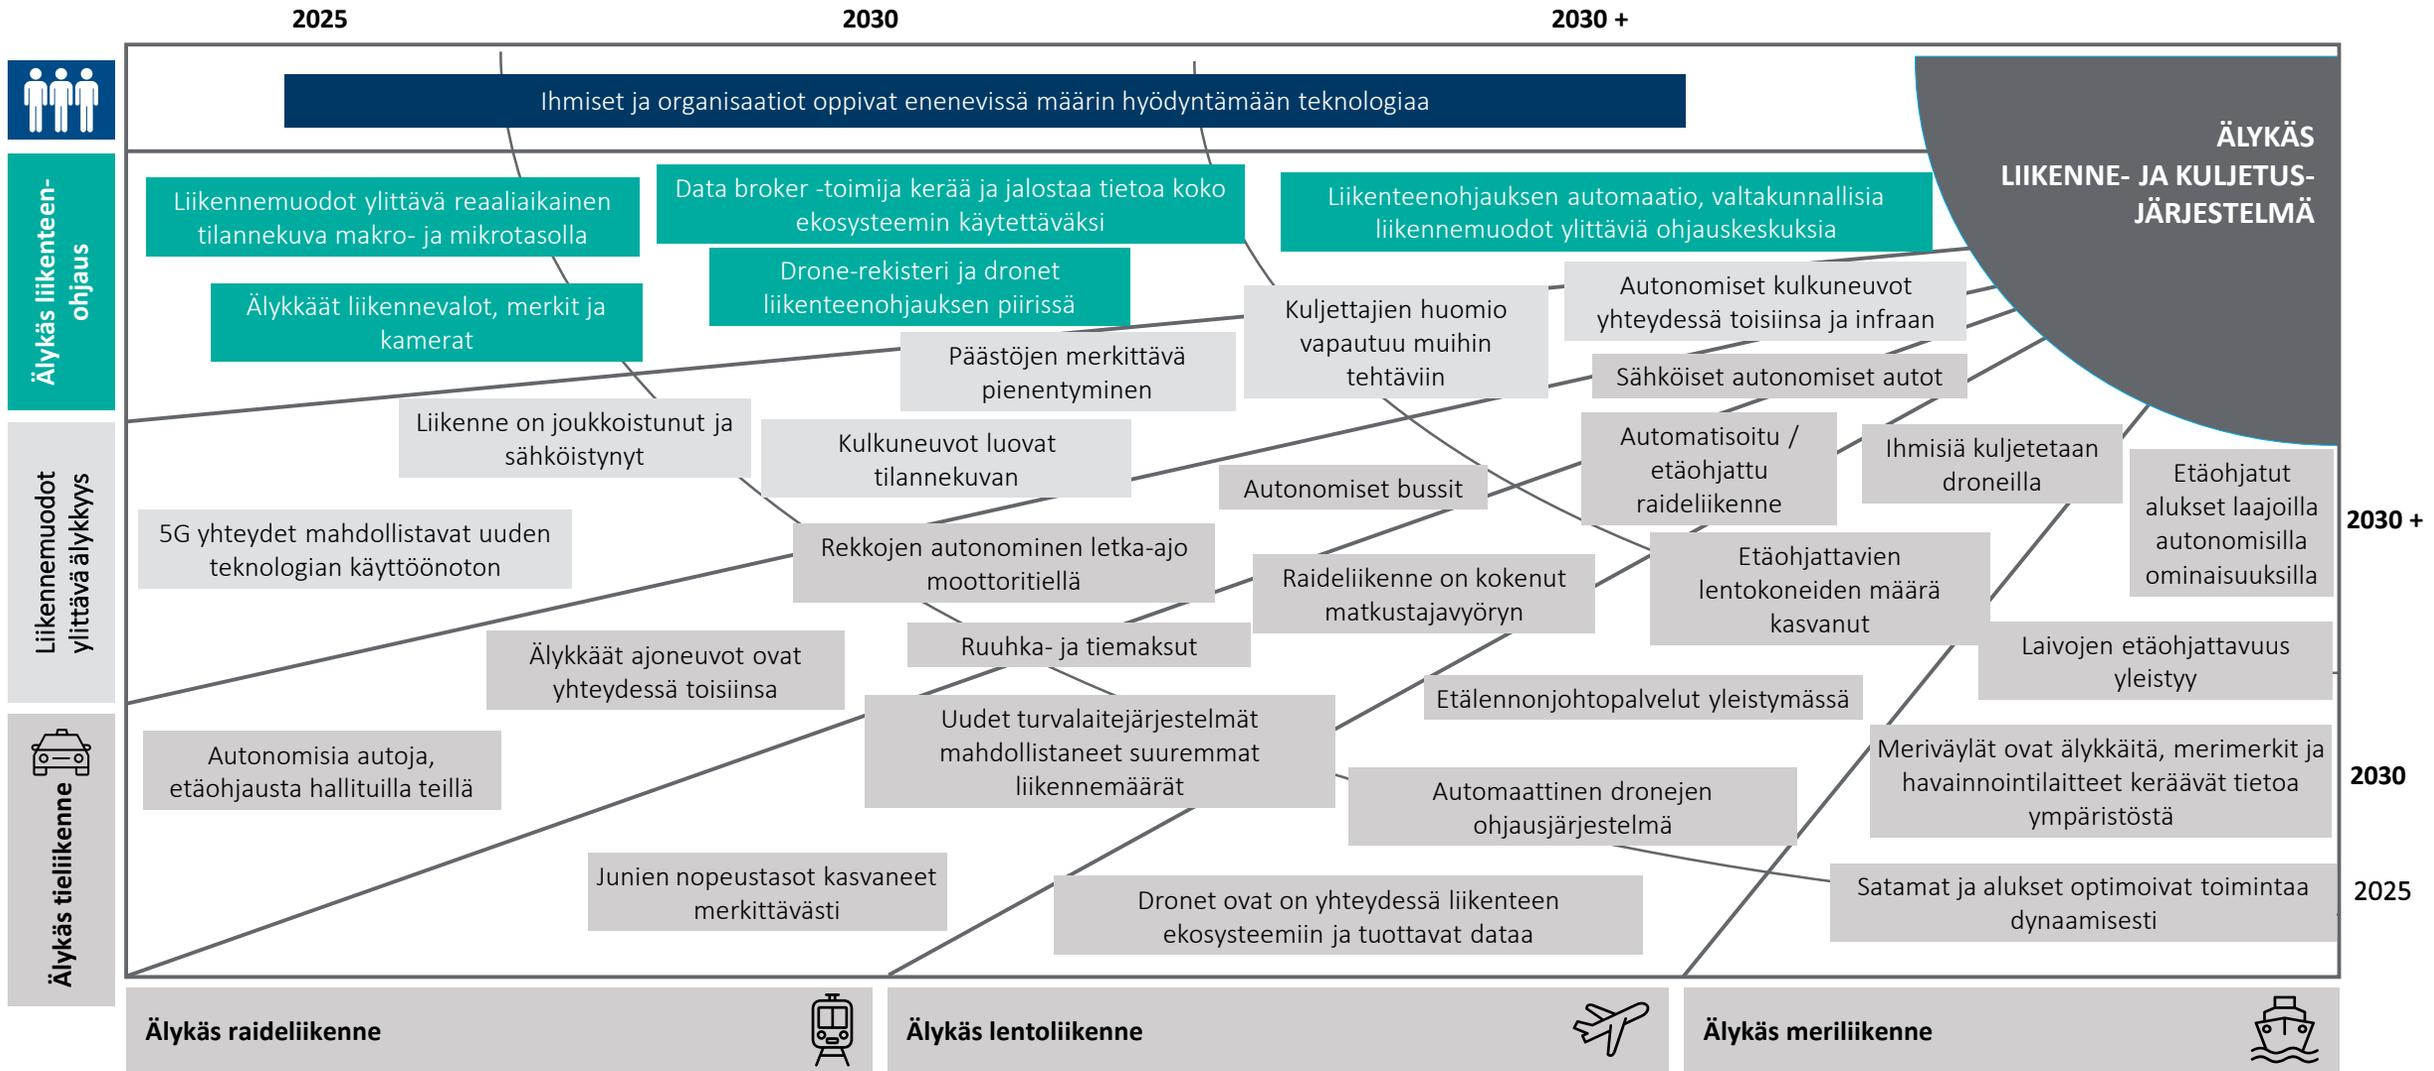 2025
2030
2030 +
Ihmiset ja organisaatiot oppivat enenevissä määrin hyödyntämään teknologiaa
ÄLYKÄS
LIIKENNE- JA KULJETUS-
JÄRJESTELMÄ
Älykäs liikenteen-
ohjaus
Liikennemuodot ylittävä reaaliaikainen
tilannekuva makro- ja mikrotasolla
Data broker -toimija kerää ja jalostaa tietoa koko
ekosysteemin käytettäväksi
Liikenteenohjauksen automaatio, valtakunnallisia
liikennemuodot ylittäviä ohjauskeskuksia
Älykkäät liikennevalot, merkit ja
kamerat
Drone-rekisteri ja dronet
liikenteenohjauksen piirissä
Liikennemuodot
ylittävä älykkyys
Päästöjen merkittävä
pienentyminen
Kuljettajien huomio
vapautuu muihin
tehtäviin
Autonomiset kulkuneuvot
yhteydessä toisiinsa ja infraan
Liikenne on joukkoistunut ja
sähköistynyt
Kulkuneuvot luovat
tilannekuvan
5G yhteydet mahdollistavat uuden
teknologian käyttöönoton
Älykäs tieliikenne
Sähköiset autonomiset autot
Autonomiset bussit
Rekkojen autonominen letka-ajo
moottoritiellä
Ruuhka- ja tiemaksut
Älykkäät ajoneuvot ovat
yhteydessä toisiinsa
Autonomisia autoja,
etäohjausta hallituilla teillä
Automatisoitu /
etäohjattu
raideliikenne
Raideliikenne on kokenut
matkustajavyöryn
Uudet turvalaitejärjestelmät
mahdollistaneet suuremmat
liikennemäärät
Junien nopeustasot kasvaneet
merkittävästi
Ihmisiä kuljetetaan
droneilla
Etäohjattavien
lentokoneiden määrä
kasvanut
Etälennonjohtopalvelut yleistymässä
Automaattinen dronejen
ohjausjärjestelmä
Dronet ovat on yhteydessä liikenteen
ekosysteemiin ja tuottavat dataa
Etäohjatut
alukset laajoilla
autonomisilla
ominaisuuksilla
Laivojen etäohjattavuus
yleistyy
Meriväylät ovat älykkäitä, merimerkit ja
havainnointilaitteet keräävät tietoa
ympäristöstä
Satamat ja alukset optimoivat toimintaa
dynaamisesti
2030 +
2030
2025
Älykäs raideliikenne
Älykäs lentoliikenne
Älykäs meriliikenne